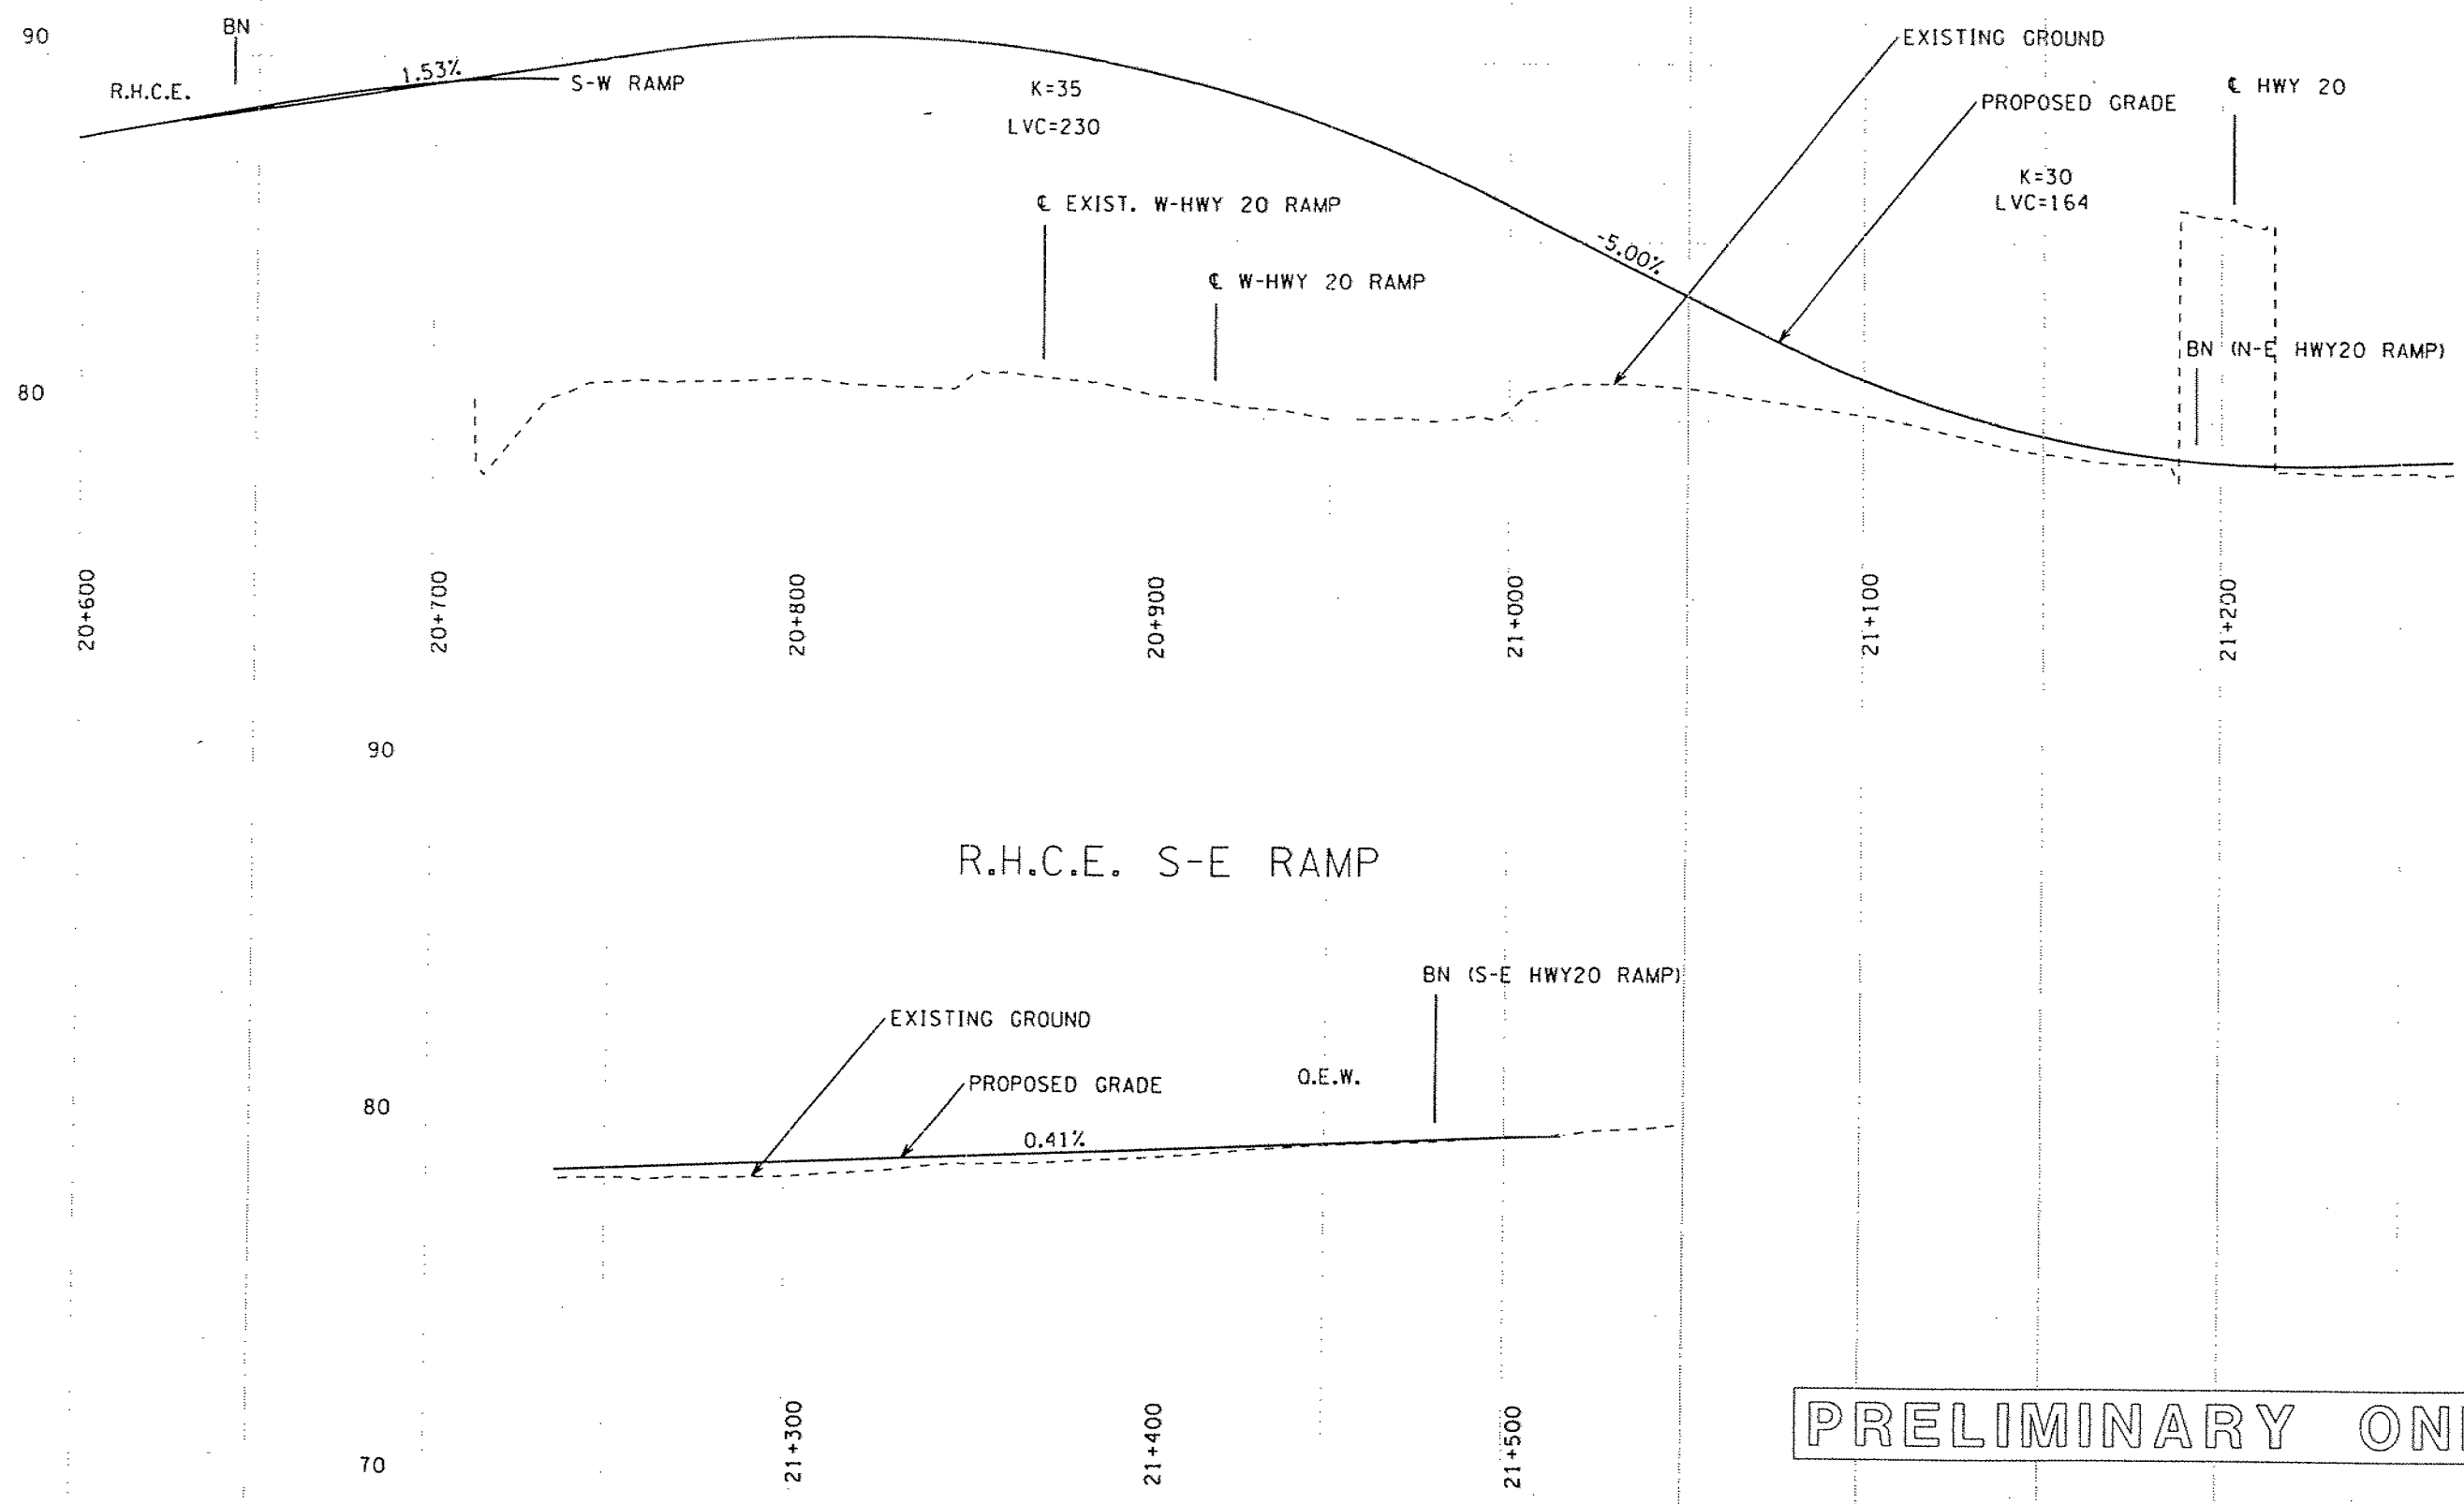 90
BN
R.H.C.E.
1.53%
S-W RAMP
K=35
LVC=230
EXISTING GROUND
PROPOSED GRADE
℄ HWY 20
K=30
LVC=164
℄ EXIST. W-HWY 20 RAMP
℄ W-HWY 20 RAMP
-5.00%
BN (N-E HWY20 RAMP)
80
20+600
20+700
20+800
20+900
21+000
21+100
21+200
90
R.H.C.E. S-E RAMP
BN (S-E HWY20 RAMP)
EXISTING GROUND
PROPOSED GRADE
Q.E.W.
80
0.41%
21+300
21+400
21+500
70
PRELIMINARY